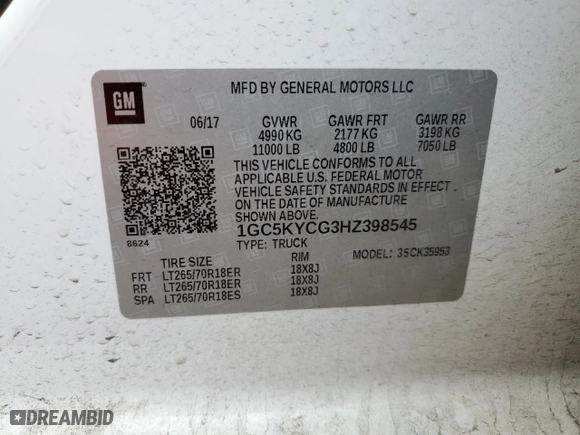 GM
MFD BY GENERAL MOTORS LLC
06/17 GVWR GAWR FRT GAWR RR
4990 KG 2177 KG 3198 KG
11000 LB 4800 LB 7050 LB
THIS VEHICLE CONFORMS TO ALL
APPLICABLE U.S. FEDERAL MOTOR
VEHICLE SAFETY STANDARDS IN EFFECT
ON THE DATE OF MANUFACTURE
SHOWN ABOVE.
8624 1GC5KYCG3HZ398545
TYPE: TRUCK MODEL: 35CK35953
TIRE SIZE RIM
FRT LT265/70R18ER 18X8J
RR LT265/70R18ER 18X8J
SPA LT265/70R18ES 18X8J
DREAMBID